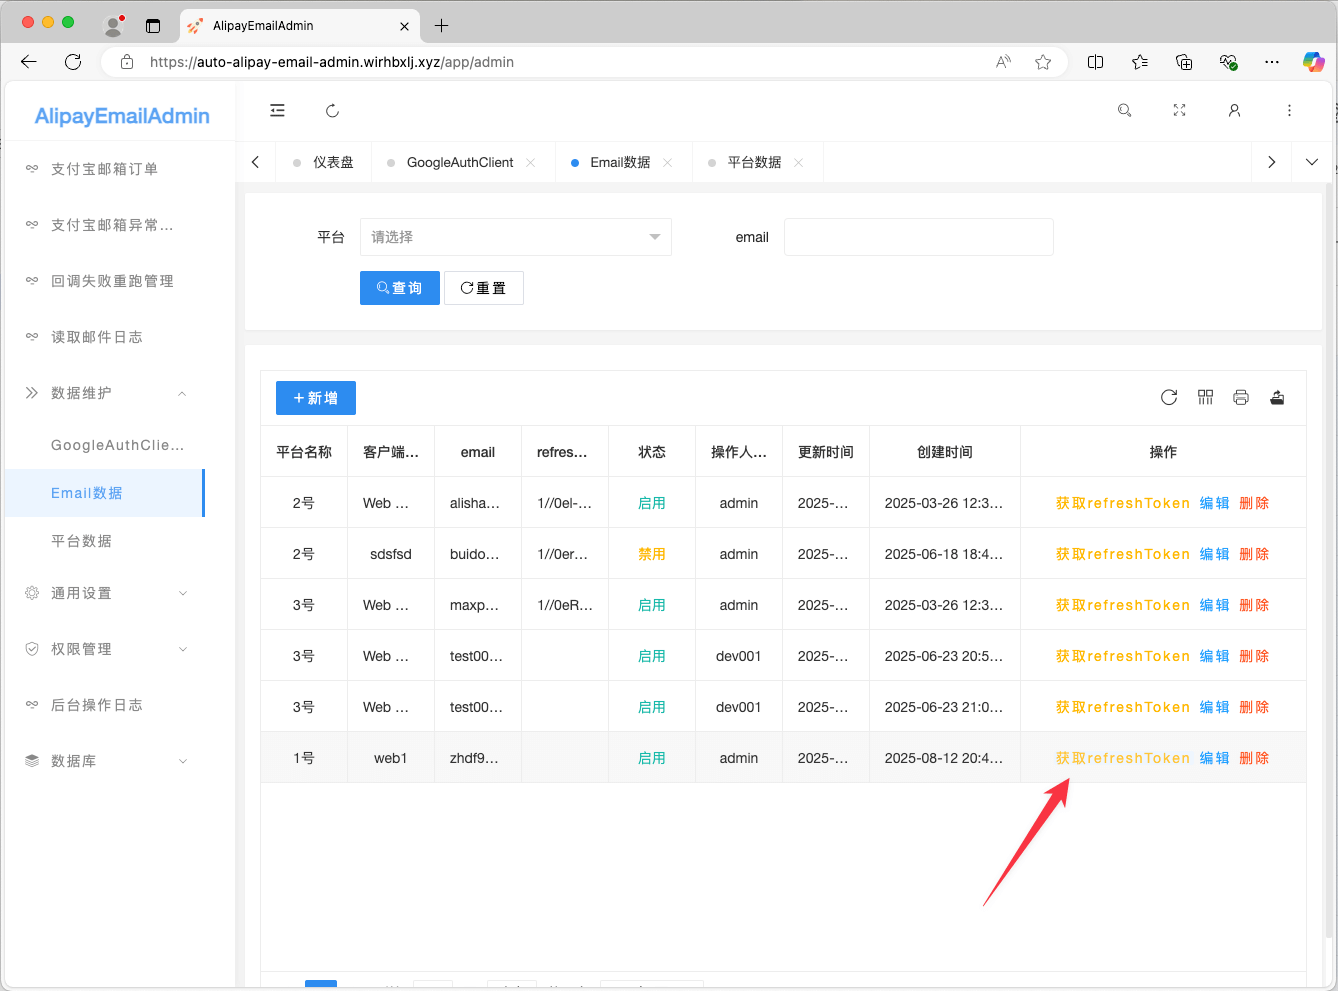 AlipayEmailAdmin
https://auto-alipay-email-admin.wirhbxlj.xyz/app/admin
AlipayEmailAdmin
支付宝邮箱订单
支付宝邮箱异常...
回调失败重跑管理
读取邮件日志
数据维护
GoogleAuthClie...
Email数据
平台数据
通用设置
权限管理
后台操作日志
数据库
仪表盘 GoogleAuthClient Email数据 平台数据
平台 请选择 email
查询 重置
新增
平台名称 客户端... email refres... 状态 操作人... 更新时间 创建时间 操作
2号 Web ... alisha... 1//0el-... 启用 admin 2025-... 2025-03-26 12:3... 获取refreshToken 编辑 删除
2号 sdsfsd buido... 1//0er... 禁用 admin 2025-... 2025-06-18 18:4... 获取refreshToken 编辑 删除
3号 Web ... maxp... 1//0eR... 启用 admin 2025-... 2025-03-26 12:3... 获取refreshToken 编辑 删除
3号 Web ... test00... 启用 dev001 2025-... 2025-06-23 20:5... 获取refreshToken 编辑 删除
3号 Web ... test00... 启用 dev001 2025-... 2025-06-23 21:0... 获取refreshToken 编辑 删除
1号 web1 zhdf9... 启用 admin 2025-... 2025-08-12 20:4... 获取refreshToken 编辑 删除